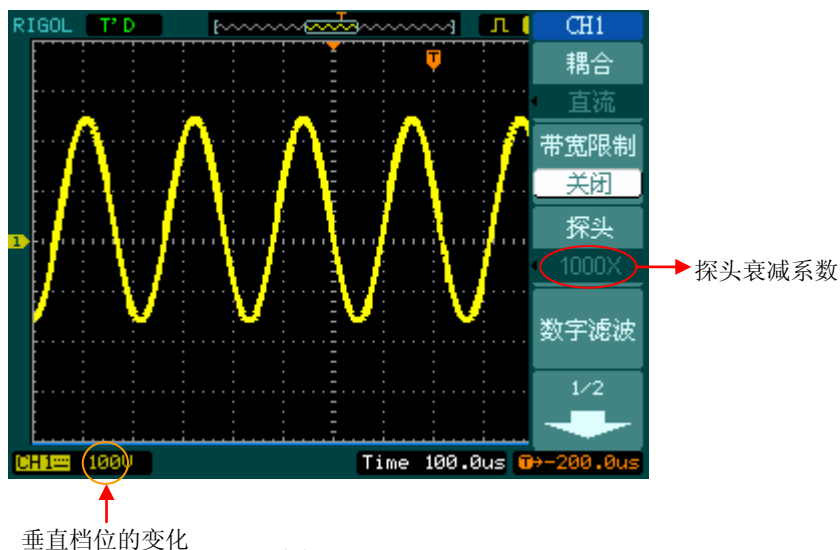 RIGOL T'D T CH1
耦合
直流
T
带宽限制
关闭
探头
1
1000X
探头衰减系数
数字滤波
1/2
CH1 100V Time 100.0us T→-200.0us
垂直档位的变化